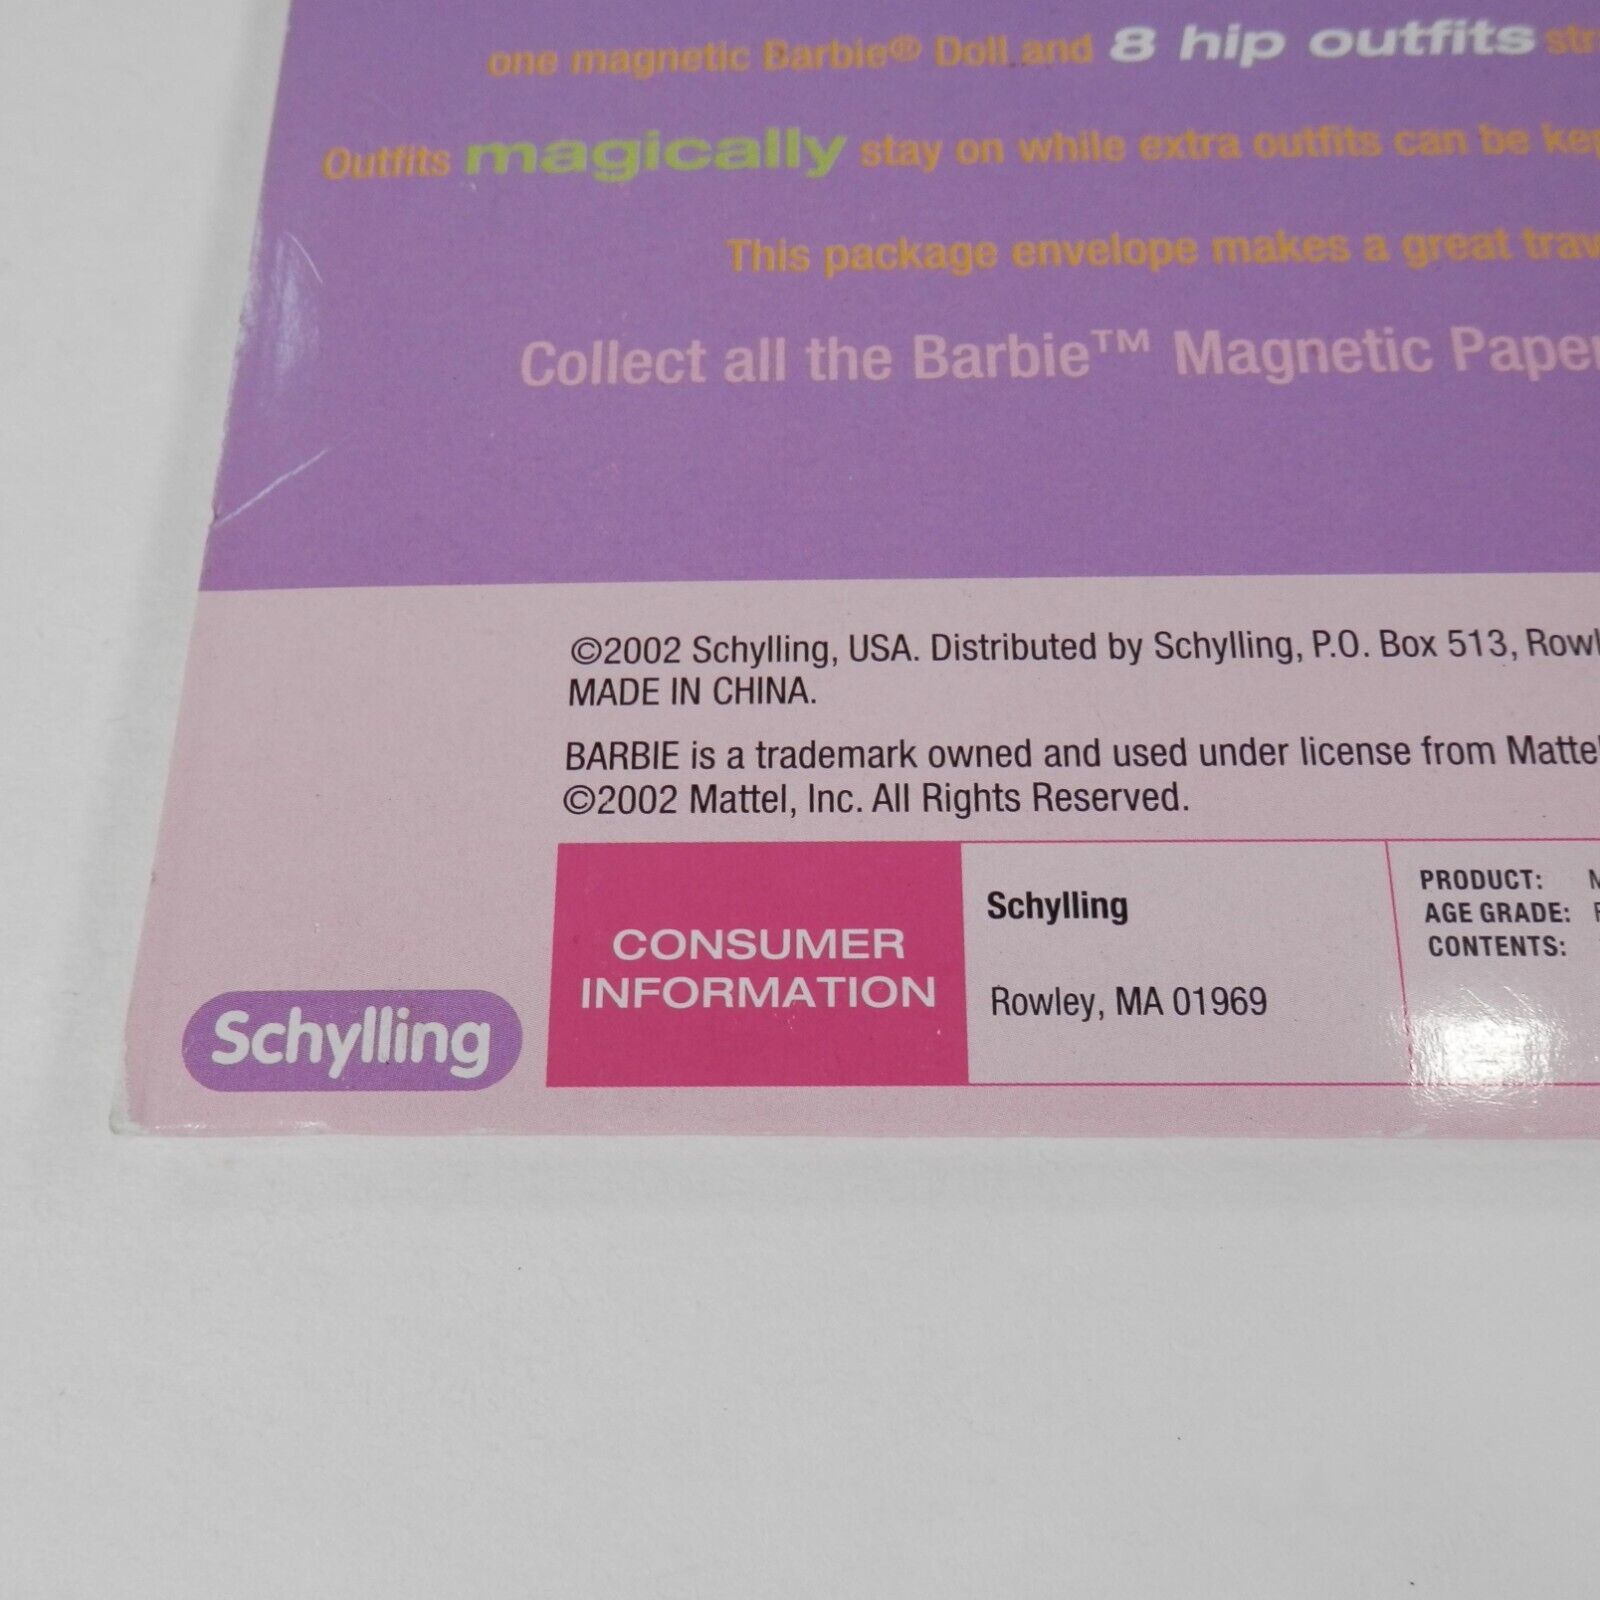 one magnetic Barbie® Doll and 8 hip outfits
Outfits magically stay on while extra outfits can be
This package envelope makes a great
Collect all the Barbie™ Magnetic
©2002 Schylling, USA. Distributed by Schylling, P.O. Box 513,
MADE IN CHINA.
BARBIE is a trademark owned and used under license from
©2002 Mattel, Inc. All Rights Reserved.
CONSUMER
INFORMATION
Schylling
Rowley, MA 01969
PRODUCT:
AGE GRADE:
CONTENTS:
Schylling